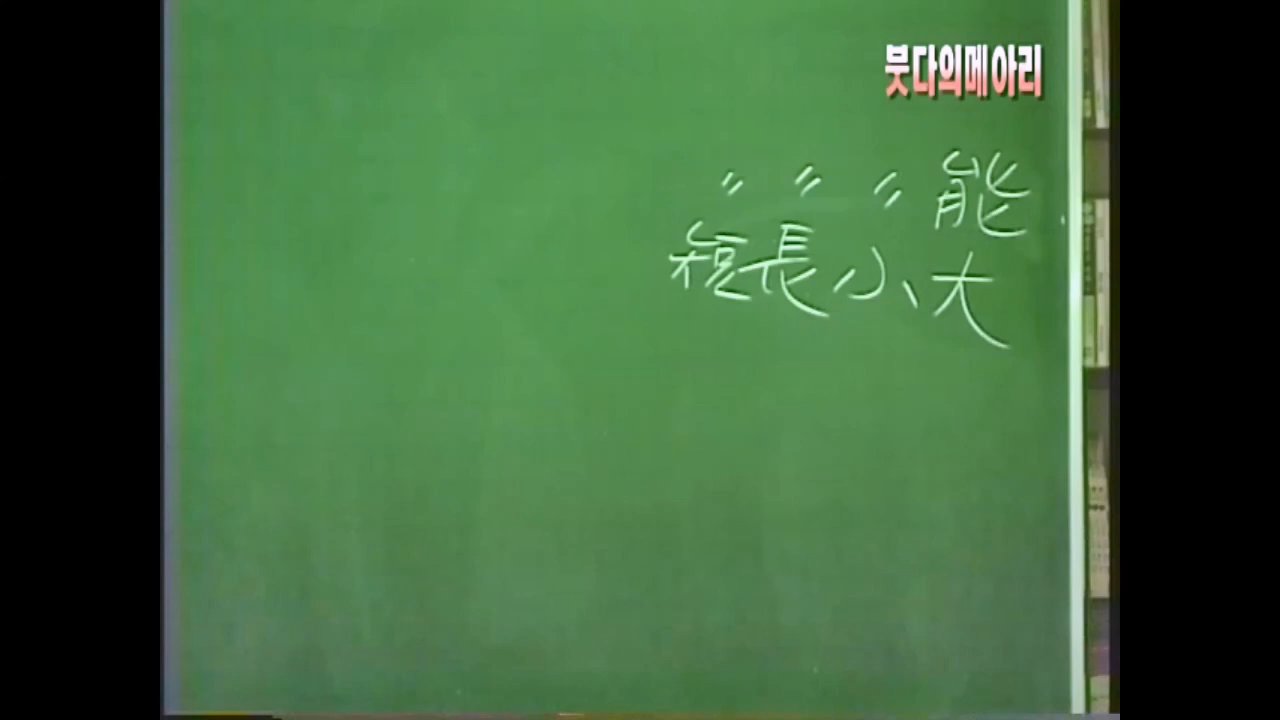 붓다의메아리
能 〃 〃 〃
大 小 長 短